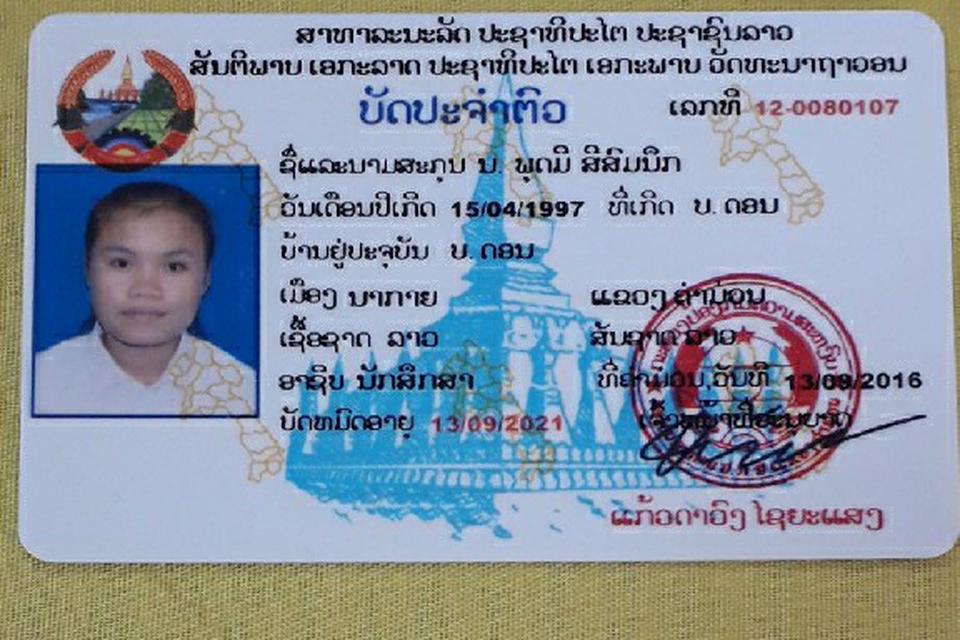 ສາທາລະນະລັດ ປະຊາທິປະໄຕ ປະຊາຊົນລາວ
ສັນຕິພາບ ເອກະລາດ ປະຊາທິປະໄຕ ເອກະພາບ ວັດທະນາຖາວອນ
ບັດປະຈຳຕົວ ເລກທີ 12-0080107
ຊື່ແລະນາມສະກຸນ ນ. ພຸດມີ ສີສົມນຶກ
ວັນເດືອນປີເກີດ 15/04/1997 ທີ່ເກີດ ບ. ດອນ
ບ້ານຢູ່ປະຈຸບັນ ບ. ດອນ
ເມືອງ ນາກາຍ ແຂວງ ຄຳມ່ວນ
ເຊື້ອຊາດ ລາວ ສັນຊາດ ລາວ
ອາຊີບ ນັກສຶກສາ ທີ່ຄຳມ່ວນ,ວັນທີ 13/09/2016
ບັດຫມົດອາຍຸ 13/09/2021
ແກ້ວດາວົງ ໄຊຍະແສງ